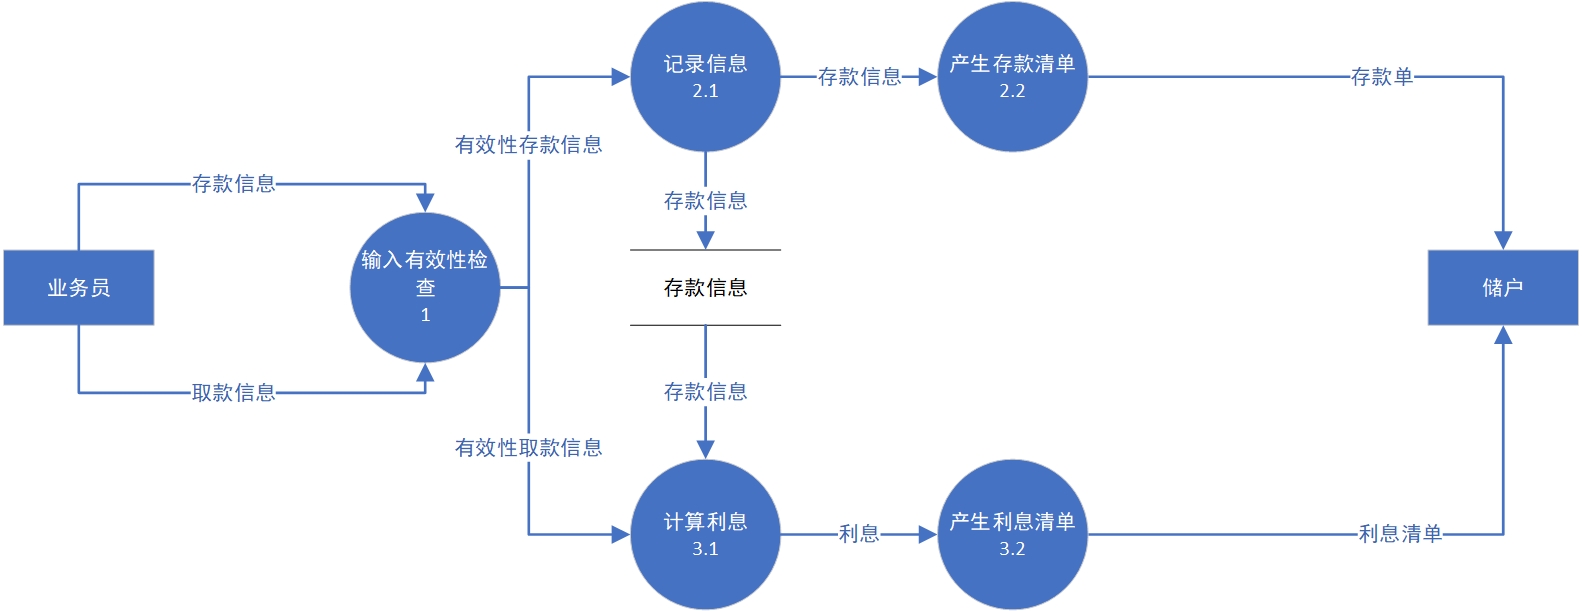 记录信息
2.1
存款信息
产生存款清单
2.2
存款单
有效性存款信息
存款信息
存款信息
业务员
输入有效性检
查
1
存款信息
储户
取款信息
存款信息
有效性取款信息
计算利息
3.1
利息
产生利息清单
3.2
利息清单